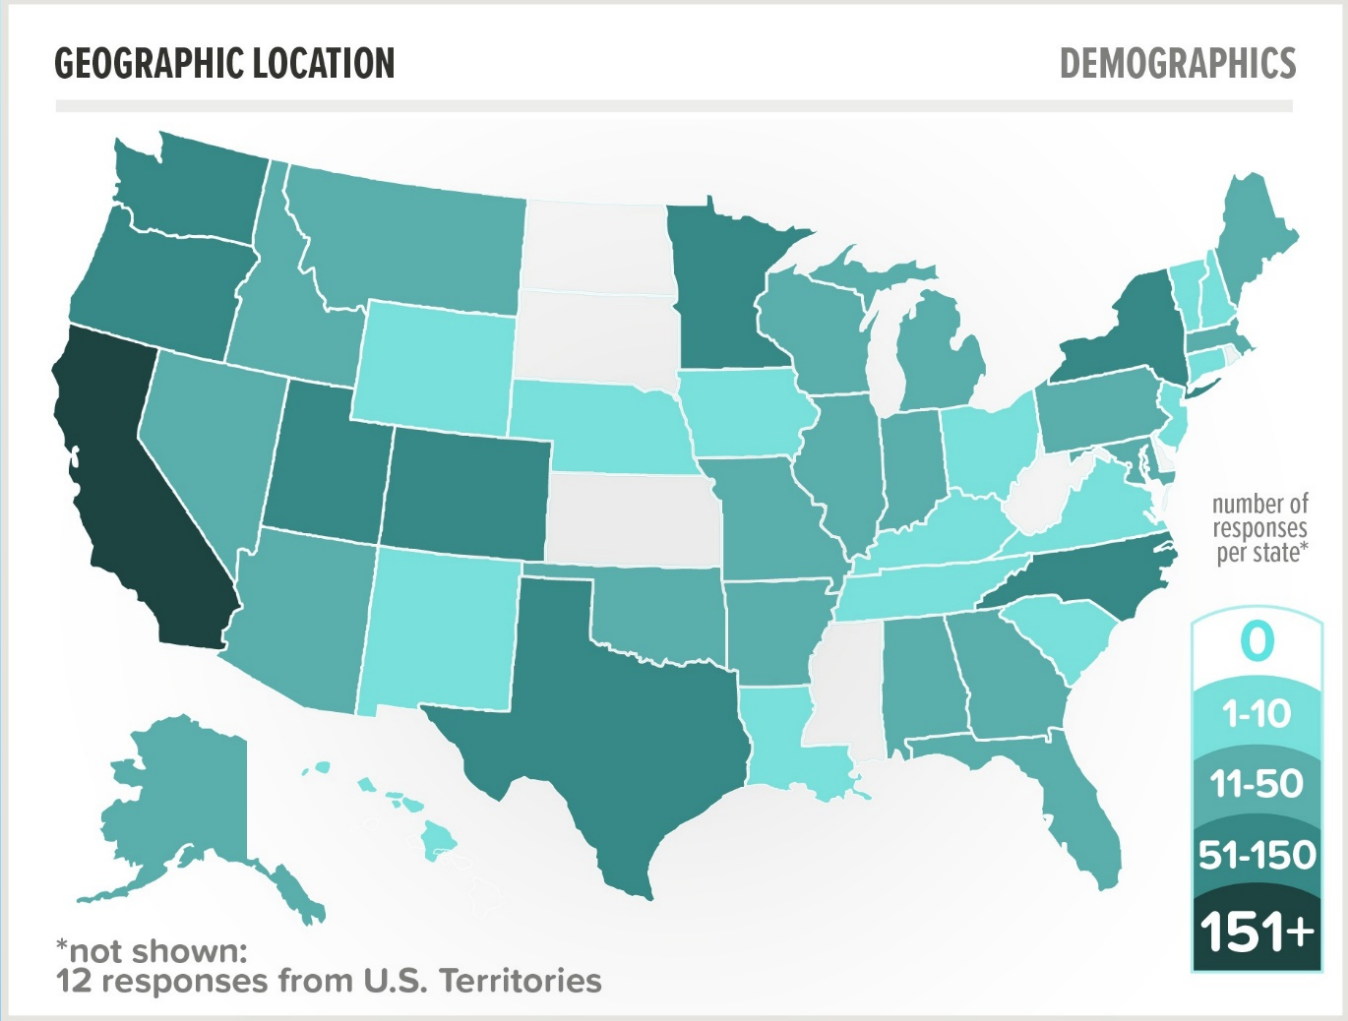 GEOGRAPHIC LOCATION
DEMOGRAPHICS
number of
responses
per state*
0
1-10
11-50
51-150
151+
*not shown:
12 responses from U.S. Territories